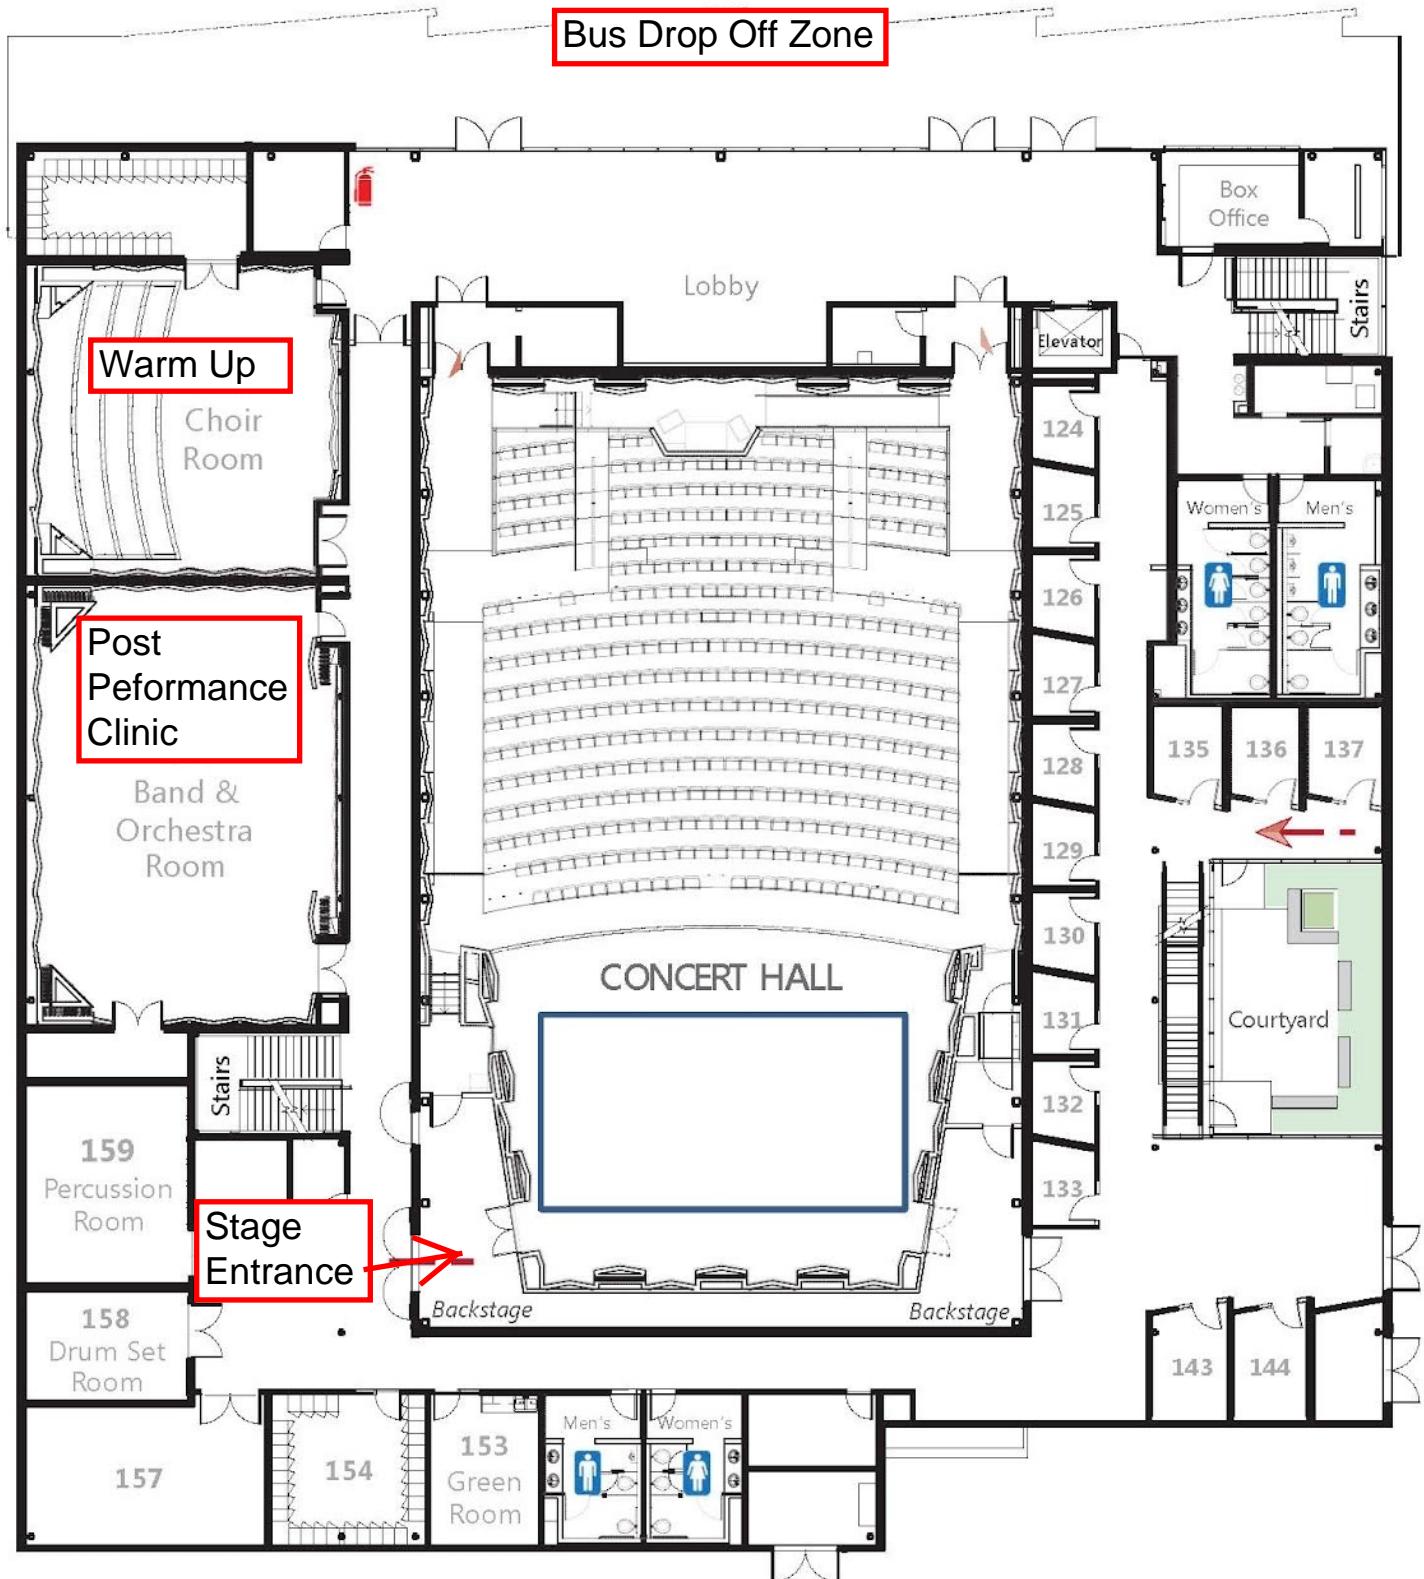 Bus Drop Off Zone
Box
Office
Lobby
Stairs
Elevator
Warm Up
Choir
Room
124
125
Women's
Men's
126
Post
Peformance
Clinic
127
135
136
137
128
Band &
Orchestra
Room
129
130
CONCERT HALL
131
Courtyard
Stairs
132
159
Percussion
Room
133
Stage
Entrance
Backstage
Backstage
158
Drum Set
Room
143
144
Men's
Women's
153
Green
Room
154
157